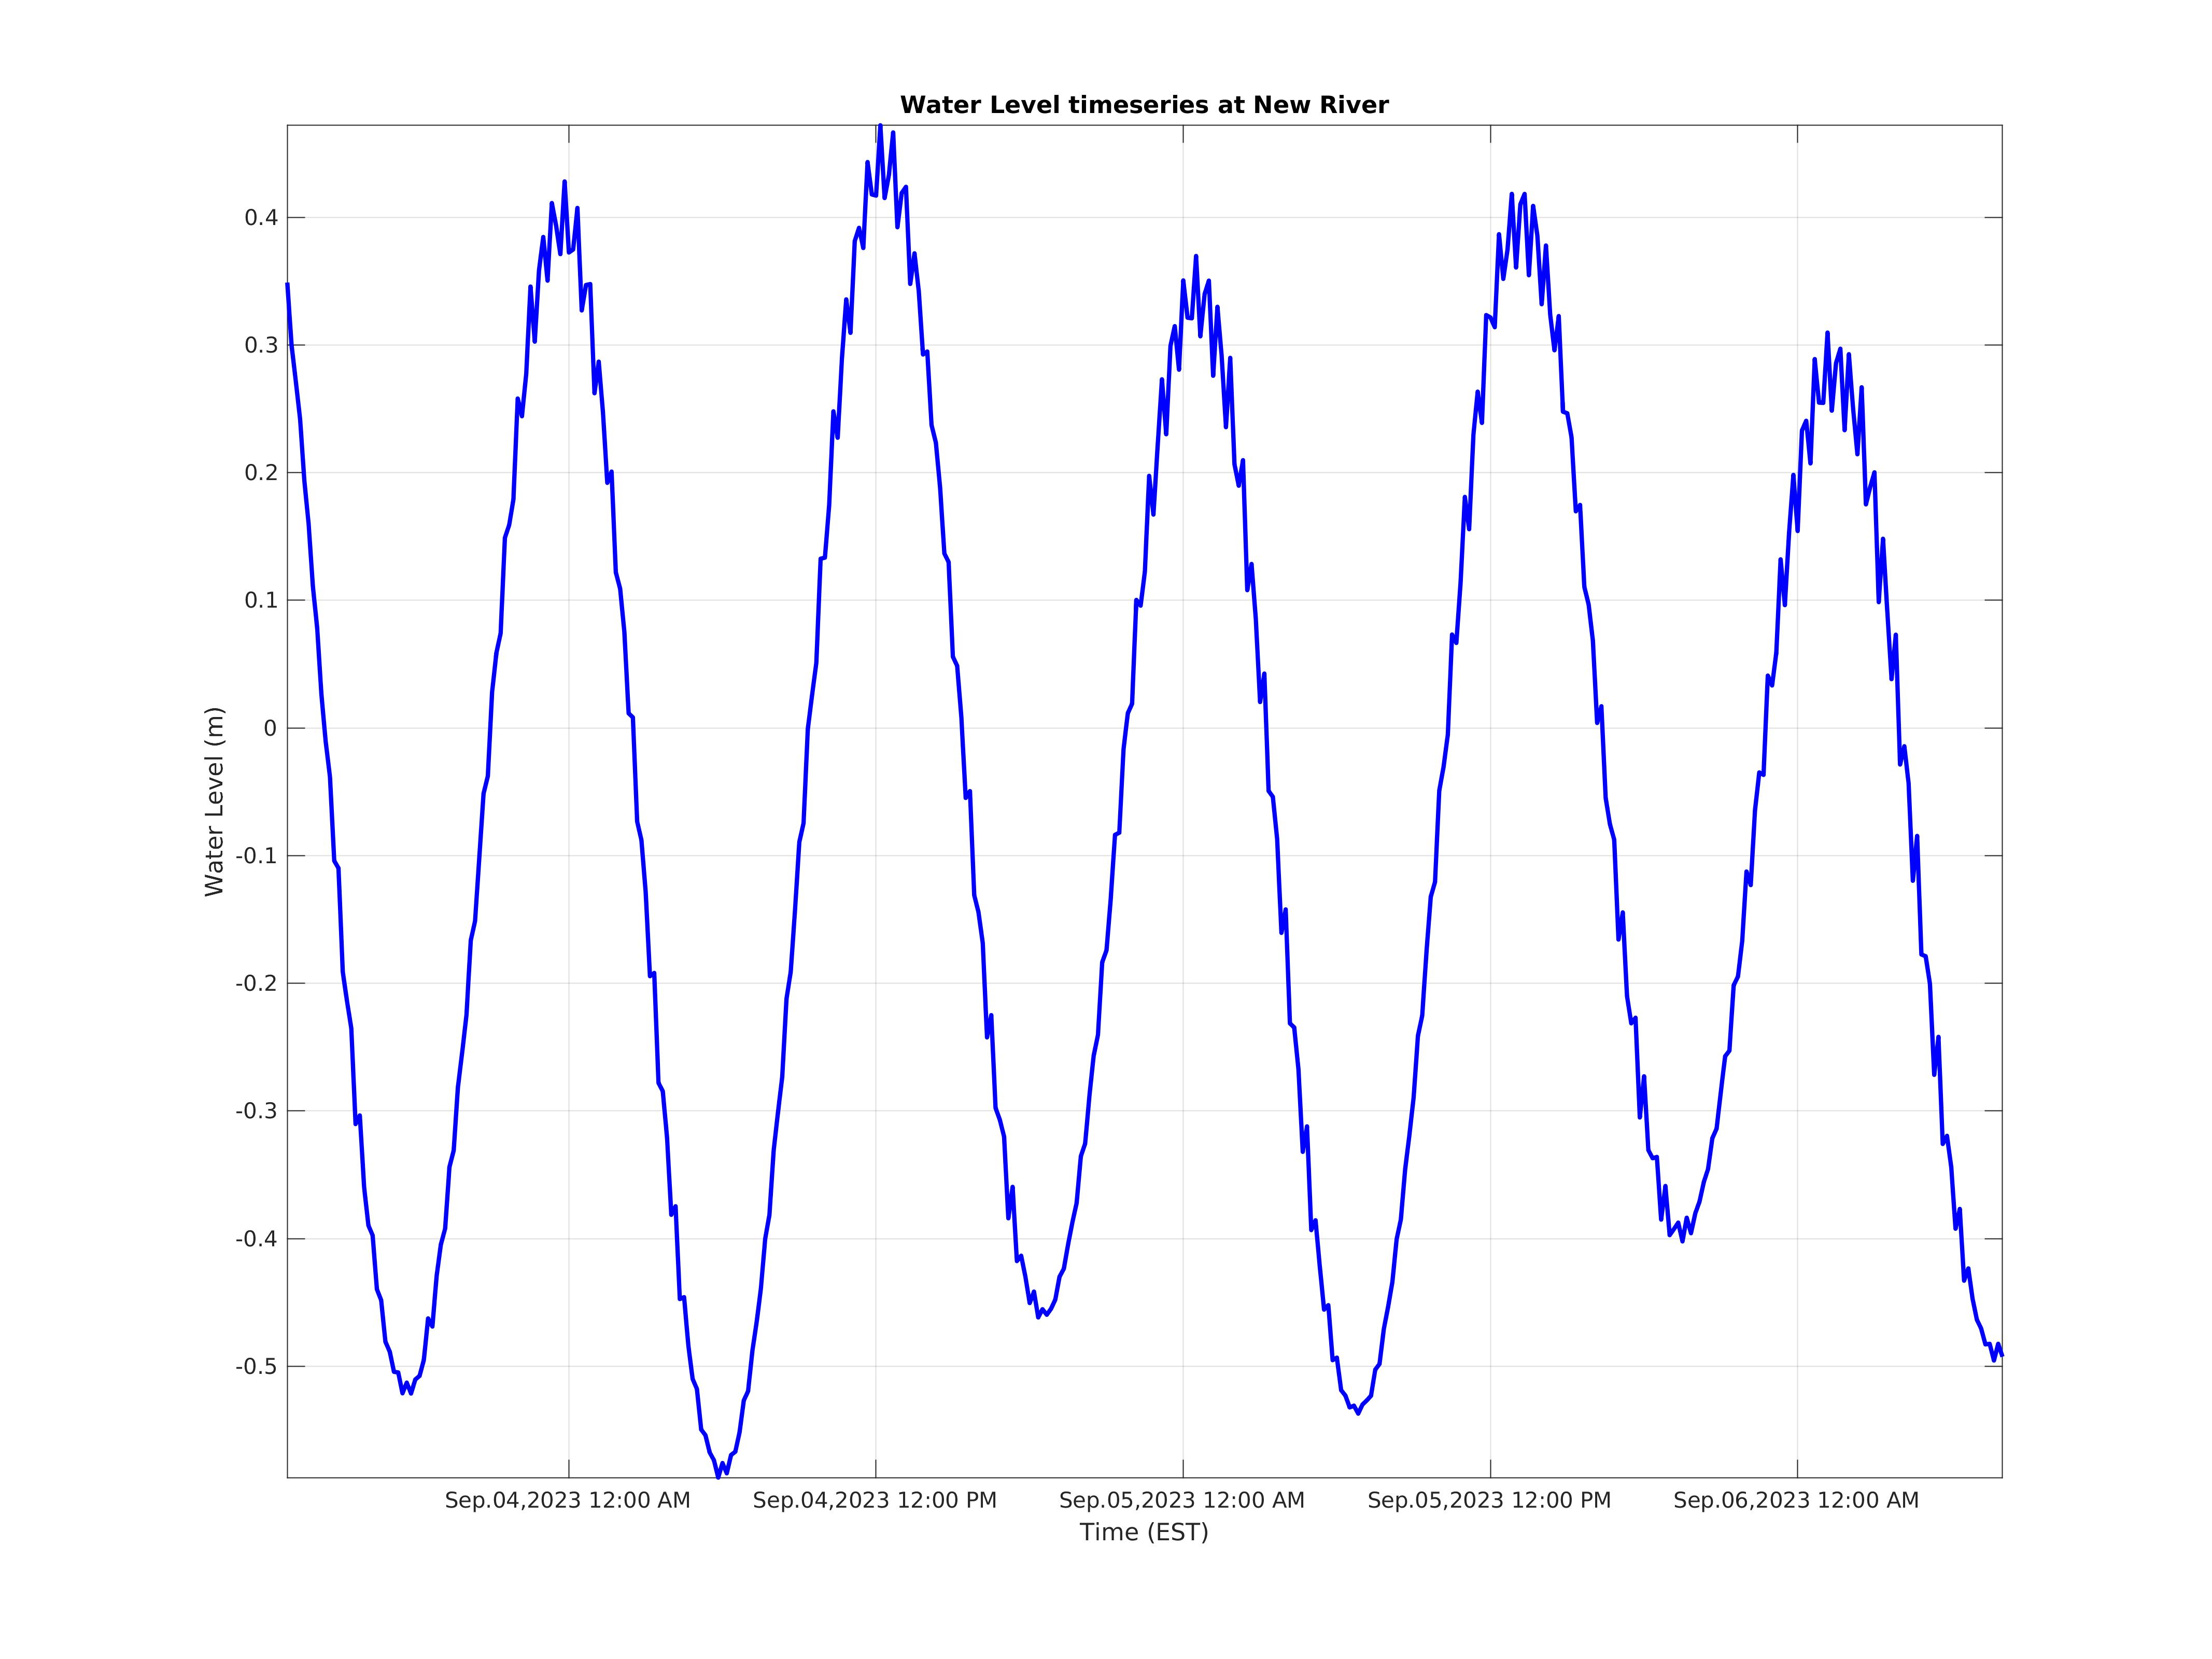 Water Level timeseries at New River
0.4
0.3
0.2
0.1
0
-0.1
-0.2
-0.3
-0.4
-0.5
Water Level (m)
Sep.04,2023 12:00 AM Sep.04,2023 12:00 PM Sep.05,2023 12:00 AM Sep.05,2023 12:00 PM Sep.06,2023 12:00 AM
Time (EST)